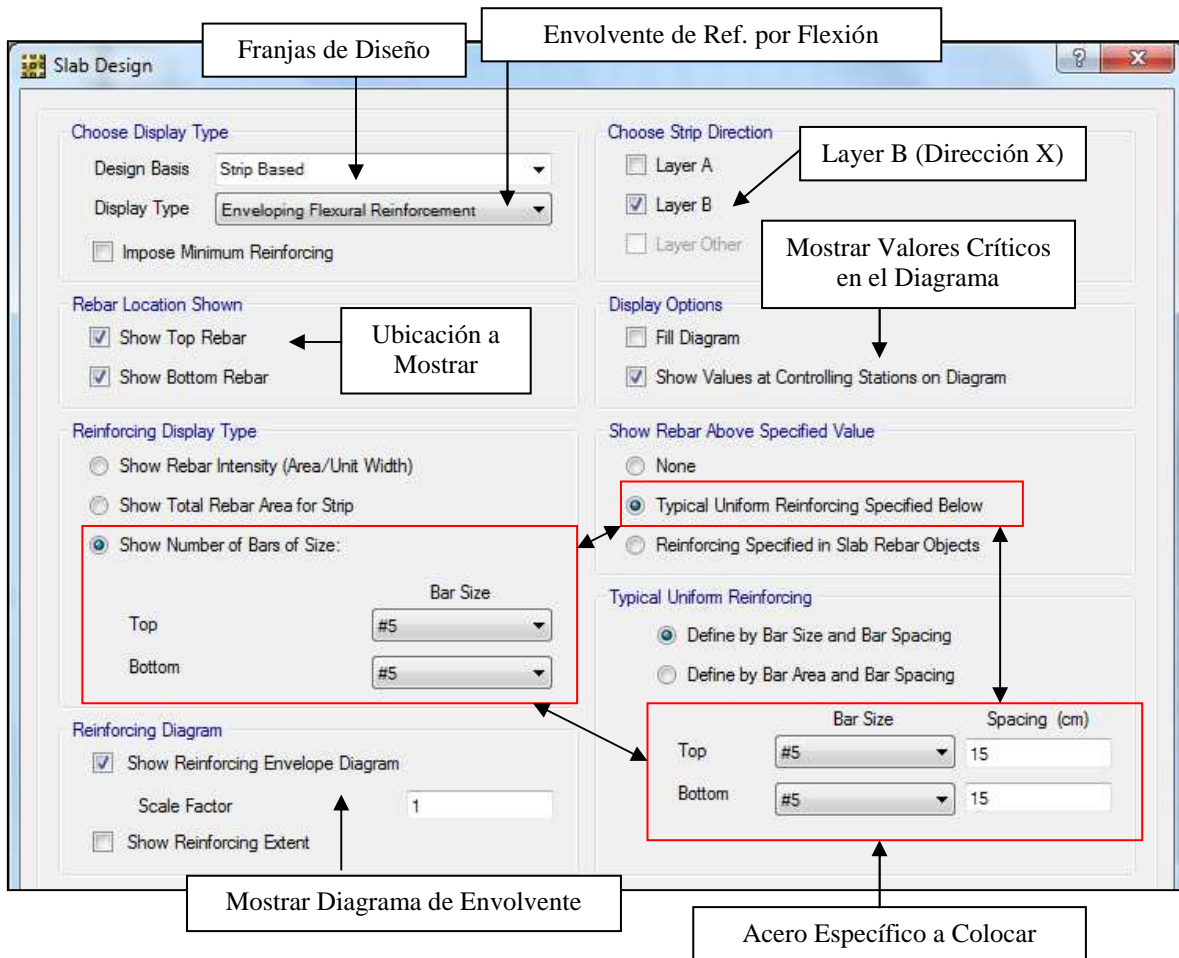 Franjas de Diseño
Envolvente de Ref. por Flexión
Slab Design
Choose Display Type
Design Basis Strip Based
Display Type Enveloping Flexural Reinforcement
Impose Minimum Reinforcing
Choose Strip Direction
Layer A
Layer B
Layer Other
Layer B (Dirección X)
Mostrar Valores Críticos
en el Diagrama
Rebar Location Shown
Show Top Rebar
Show Bottom Rebar
Ubicación a
Mostrar
Display Options
Fill Diagram
Show Values at Controlling Stations on Diagram
Reinforcing Display Type
Show Rebar Intensity (Area/Unit Width)
Show Total Rebar Area for Strip
Show Number of Bars of Size:
Bar Size
Top #5
Bottom #5
Show Rebar Above Specified Value
None
Typical Uniform Reinforcing Specified Below
Reinforcing Specified in Slab Rebar Objects
Typical Uniform Reinforcing
Define by Bar Size and Bar Spacing
Define by Bar Area and Bar Spacing
Bar Size Spacing (cm)
Top #5 15
Bottom #5 15
Reinforcing Diagram
Show Reinforcing Envelope Diagram
Scale Factor 1
Show Reinforcing Extent
Mostrar Diagrama de Envolvente
Acero Específico a Colocar